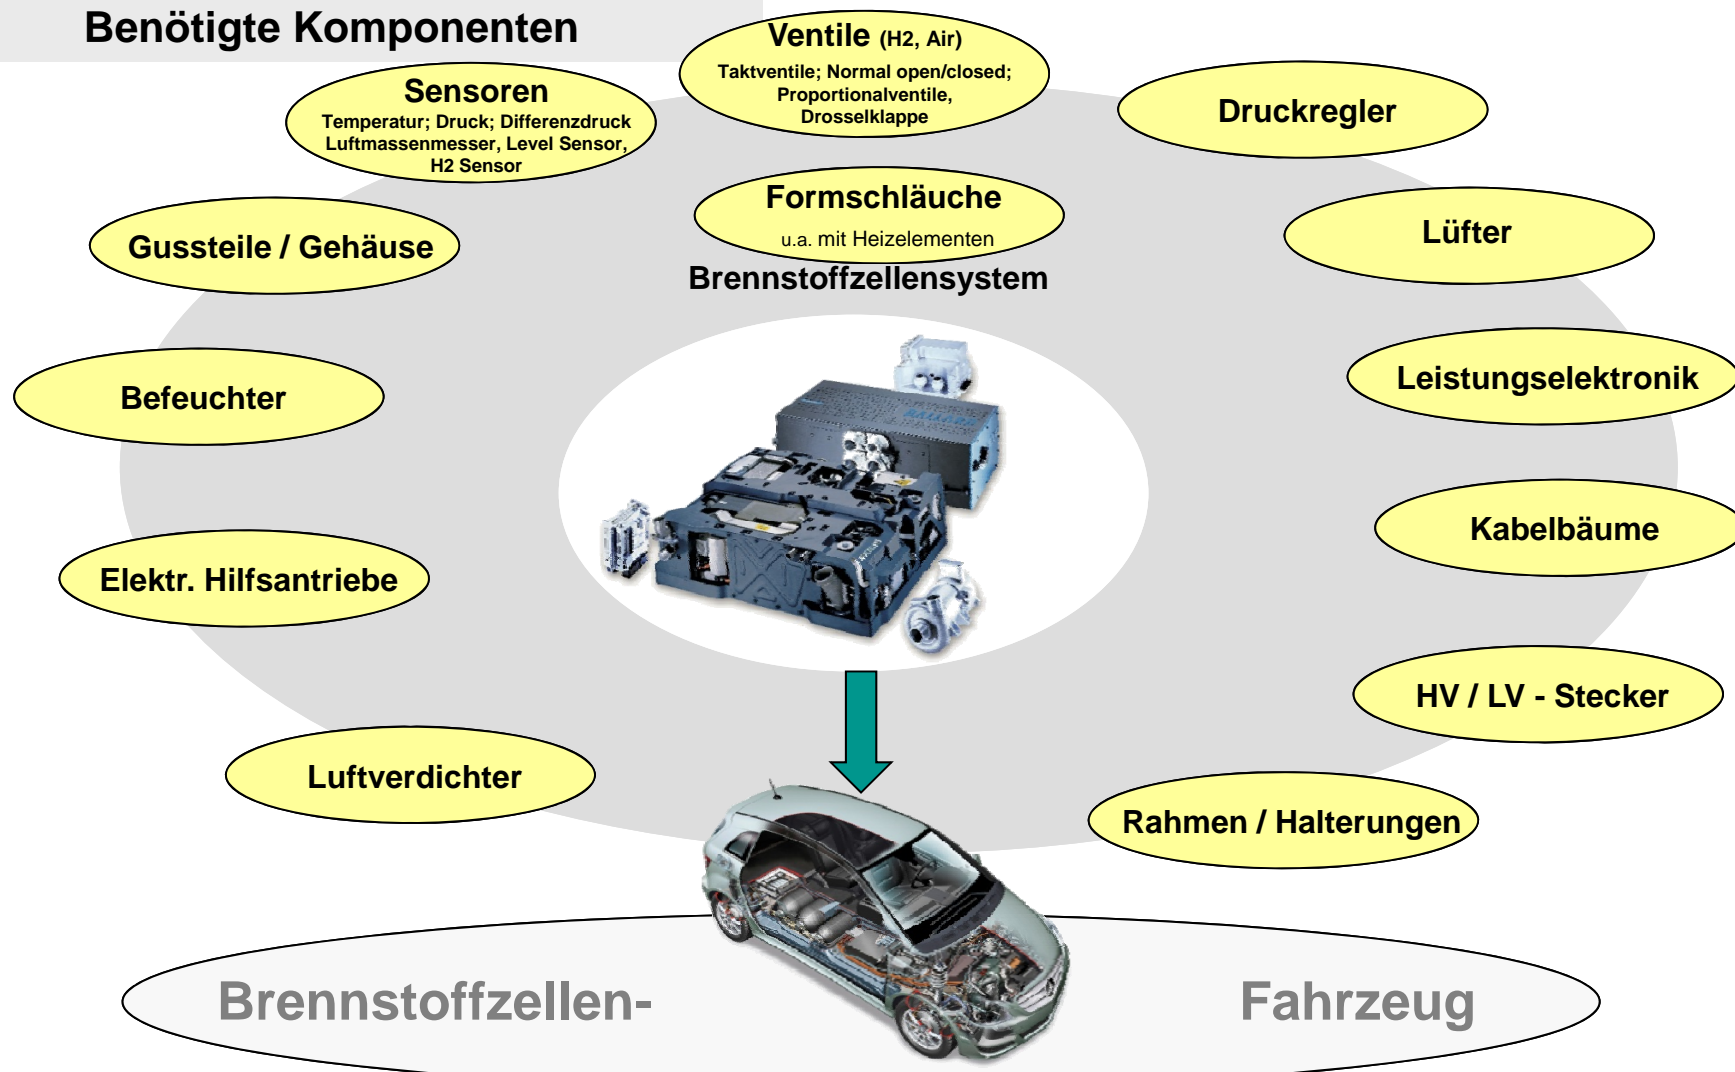 Benötigte Komponenten
Ventile (H2, Air)
Taktventile; Normal open/closed;
Proportionalventile,
Drosselklappe
Sensoren
Temperatur; Druck; Differenzdruck
Luftmassenmesser, Level Sensor,
H2 Sensor
Druckregler
Formschläuche
u.a. mit Heizelementen
Lüfter
Gussteile / Gehäuse
Brennstoffzellensystem
Leistungselektronik
Befeuchter
Kabelbäume
Elektr. Hilfsantriebe
HV / LV - Stecker
Luftverdichter
Rahmen / Halterungen
Brennstoffzellen- Fahrzeug